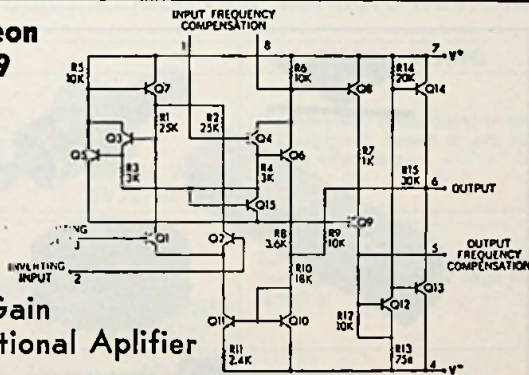 eon
9
INPUT FREQUENCY
COMPENSATION
1 8
7 V+
R5
10K
R6
10K
R14
20K
Q7
Q8
Q14
R1
25K
R2
25K
Q3
Q4
Q5
Q6
R3
3K
R4
3K
R7
1K
R15
30K
6 OUTPUT
Q15
Q9
3
Q1
Q2
R8
3.6K
R9
10K
5 OUTPUT
FREQUENCY
COMPENSATION
INVERTING
INPUT 2
R10
18K
Q13
Q12
Gain
tional Aplifier
Q11
Q10
R12
10K
R11
2.4K
R13
75Ω
4 V-